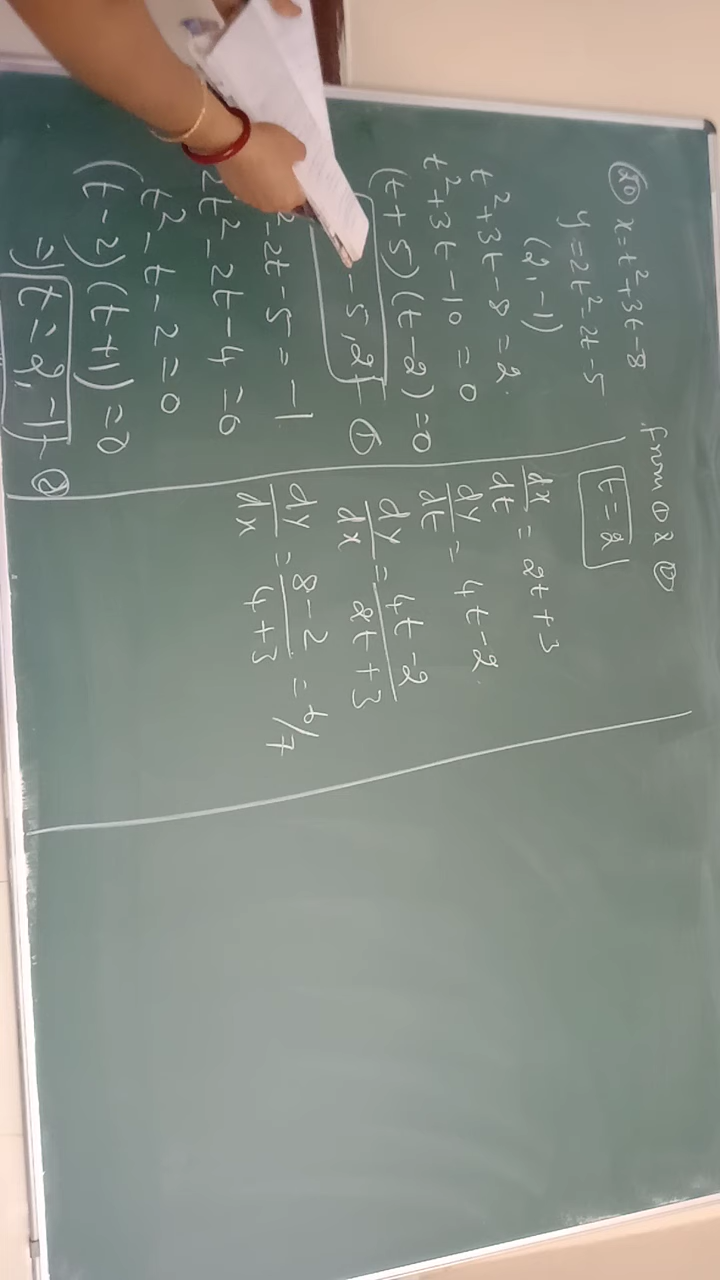 (20) x = t²+3t-8
y = 2t²-2t-5
(2, -1)
t²+3t-8 = 2.
t²+3t-10 = 0
(t+5)(t-2) = 0
-5, 2 - ①
2t-5 = -1
2t²-2t-4 = 0
t²-t-2 = 0
(t-2)(t+1) = 0
⇒ t = 2, -1 - ②
from ① & ②
t = 2
dx/dt = 2t+3
dy/dt = 4t-2.
dy/dx = 4t-2/2t+3
dy/dx = 8-2/4+3 = 6/7